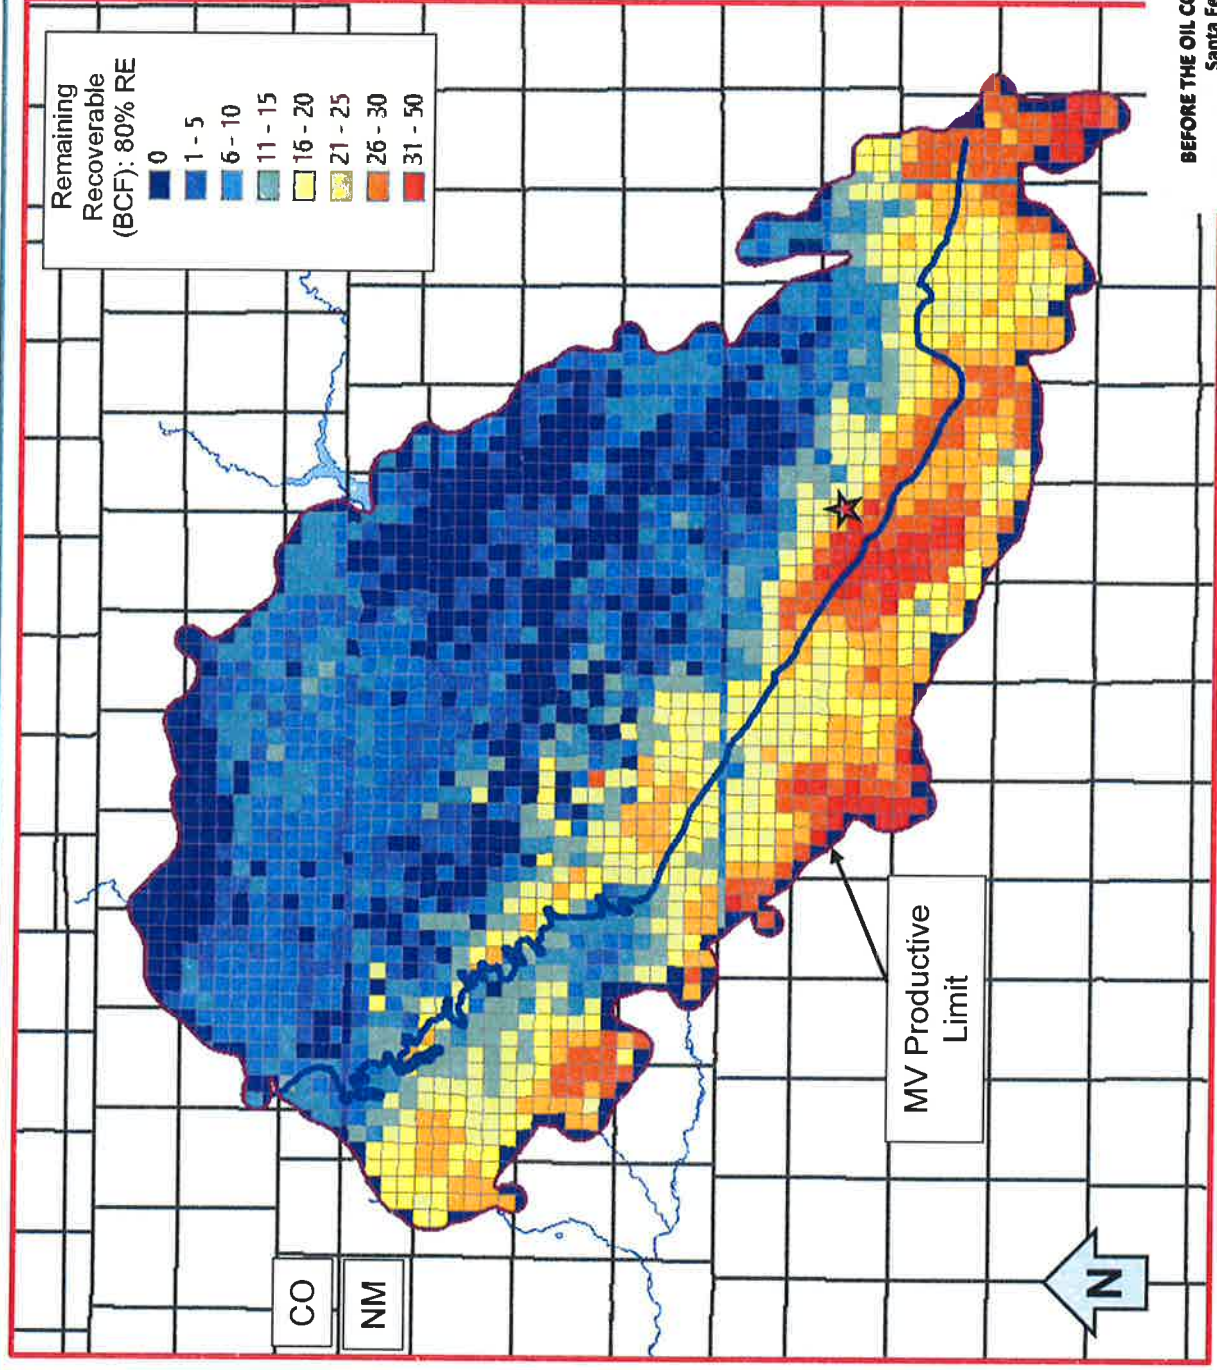 Remaining
Recoverable
(BCF): 80% RE
0
1 - 5
6 - 10
11 - 15
16 - 20
21 - 25
26 - 30
31 - 50
CO
NM
MV Productive
Limit
N
BEFORE THE OIL CO
Santa Fe